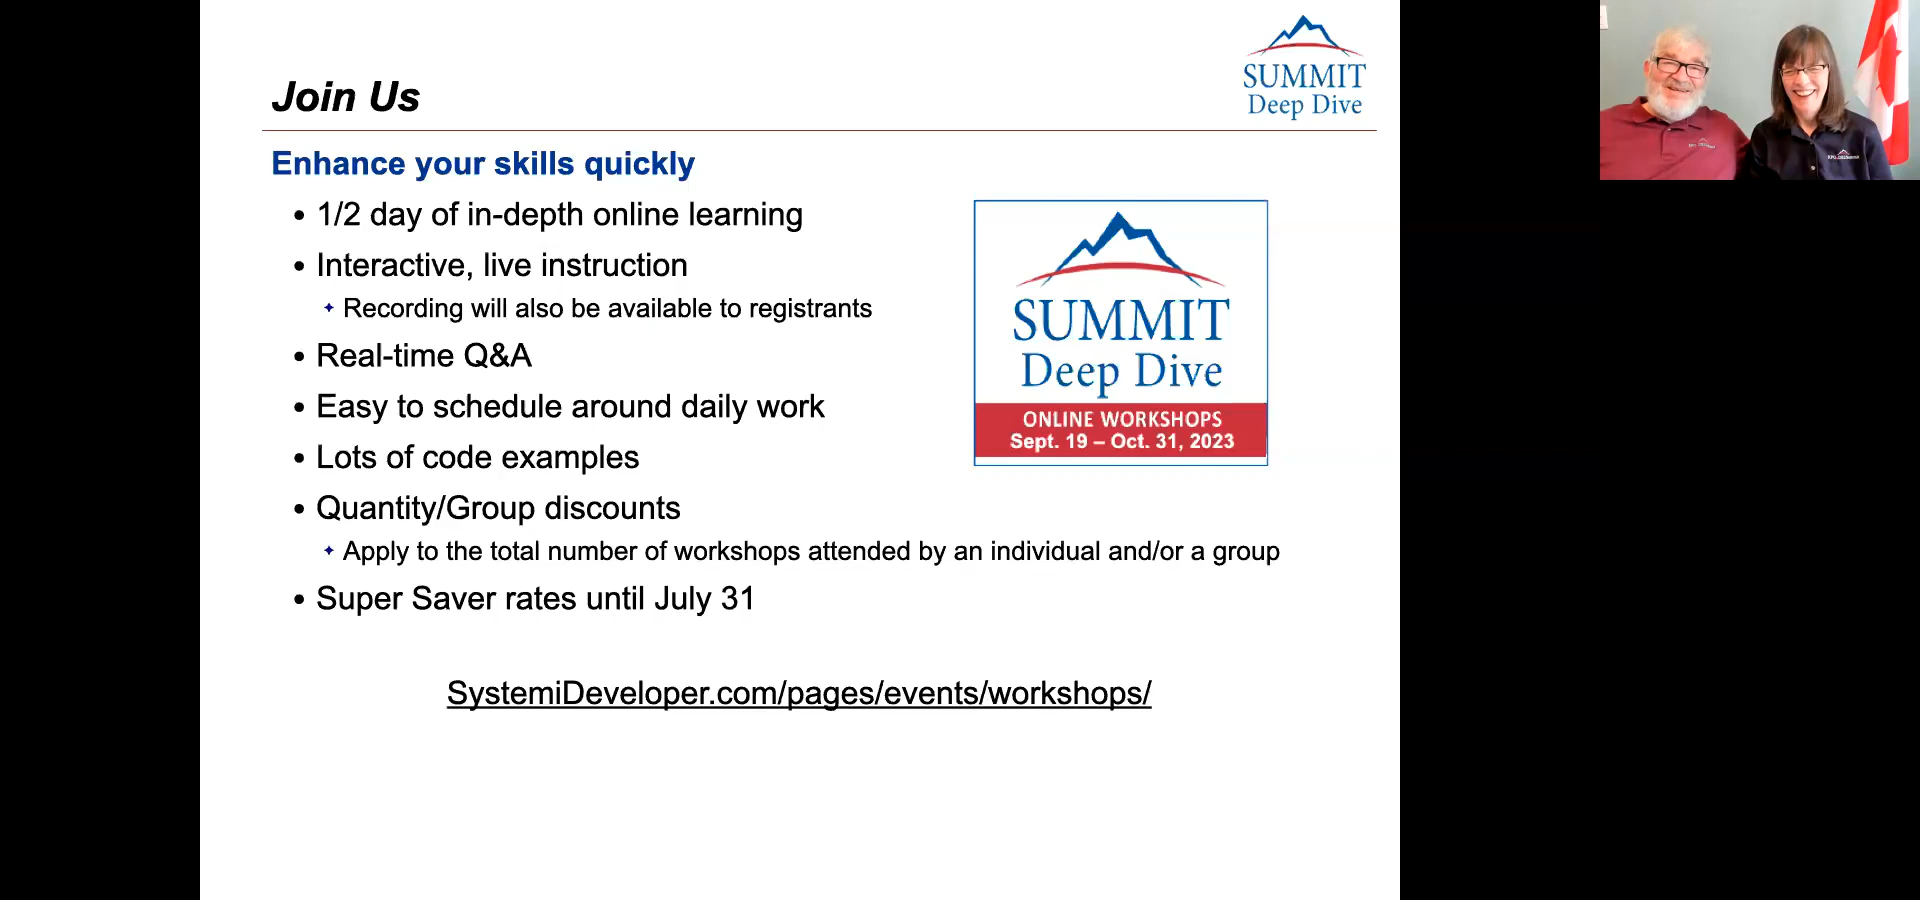 Join Us
SUMMIT
Deep Dive
Enhance your skills quickly
• 1/2 day of in-depth online learning
• Interactive, live instruction
✦ Recording will also be available to registrants
• Real-time Q&A
• Easy to schedule around daily work
• Lots of code examples
• Quantity/Group discounts
✦ Apply to the total number of workshops attended by an individual and/or a group
• Super Saver rates until July 31
SUMMIT
Deep Dive
ONLINE WORKSHOPS
Sept. 19 – Oct. 31, 2023
SystemiDeveloper.com/pages/events/workshops/